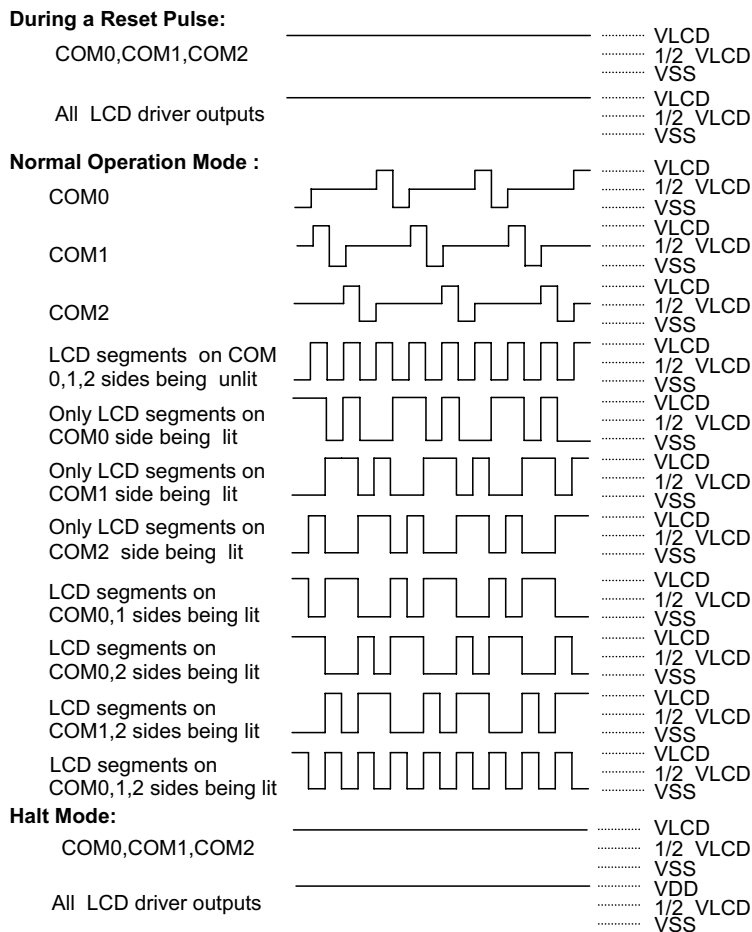 During a Reset Pulse:
VLCD
COM0,COM1,COM2
1/2 VLCD
VSS
VLCD
All LCD driver outputs
1/2 VLCD
VSS
Normal Operation Mode :
VLCD
COM0
1/2 VLCD
VSS
VLCD
COM1
1/2 VLCD
VSS
VLCD
COM2
1/2 VLCD
VSS
LCD segments on COM
0,1,2 sides being unlit
VLCD
1/2 VLCD
VSS
Only LCD segments on
COM0 side being lit
VLCD
1/2 VLCD
VSS
Only LCD segments on
COM1 side being lit
VLCD
1/2 VLCD
VSS
Only LCD segments on
COM2 side being lit
VLCD
1/2 VLCD
VSS
LCD segments on
COM0,1 sides being lit
VLCD
1/2 VLCD
VSS
LCD segments on
COM0,2 sides being lit
VLCD
1/2 VLCD
VSS
LCD segments on
COM1,2 sides being lit
VLCD
1/2 VLCD
VSS
LCD segments on
COM0,1,2 sides being lit
VLCD
1/2 VLCD
VSS
Halt Mode:
VLCD
COM0,COM1,COM2
1/2 VLCD
VSS
VDD
All LCD driver outputs
1/2 VLCD
VSS